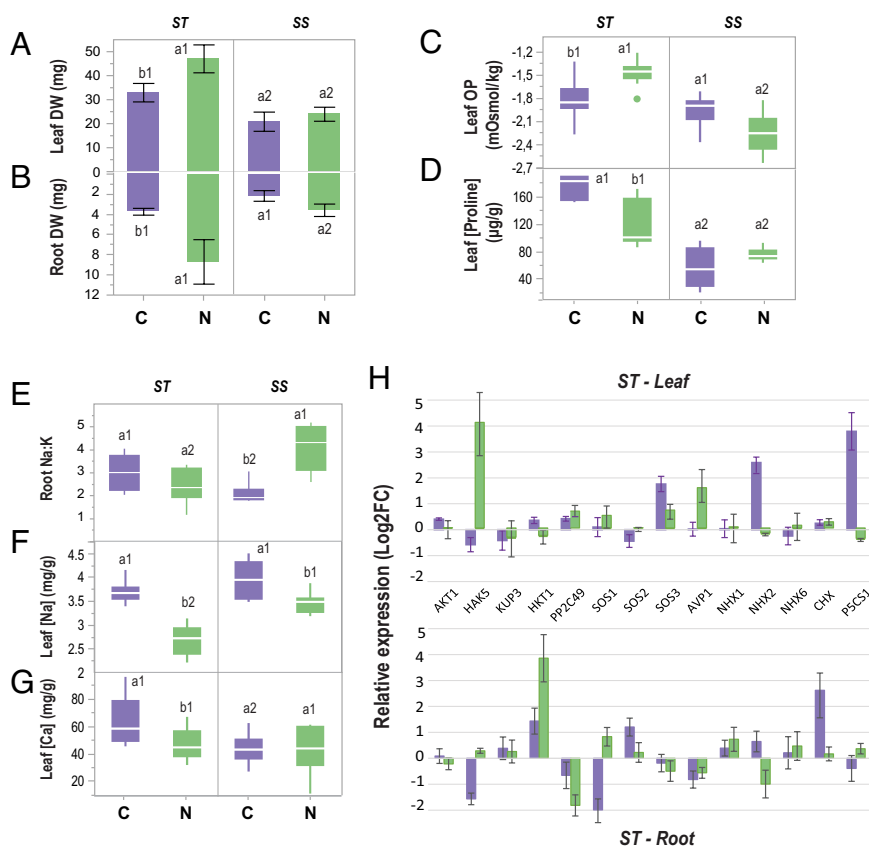 ST SS
A
50
40
30
20
10
0
Leaf DW (mg)
b1 a1 a2 a2
B
2
4
6
8
10
12
Root DW (mg)
b1 a1 a1 a2
C N C N
ST SS
C
-1,2
-1,5
-1,8
-2,1
-2,4
-2,7
Leaf OP
(mOsmol/kg)
b1 a1 a1 a2
D
160
120
80
40
Leaf [Proline]
(µg/g)
a1 b1 a2 a2
C N C N
ST SS
E
5
4
3
2
1
Root Na:K
a1 a2 b2 a1
F
4.5
4
3.5
3
2.5
2
Leaf [Na] (mg/g)
a1 b2 a1 b1
G
80
60
40
20
Leaf [Ca] (mg/g)
a1 b1 a2 a1
C N C N
H
ST - Leaf
5
4
3
2
1
0
-1
-2
Relative expression (Log2FC)
AKT1 HAK5 KUP3 HKT1 PP2C49 SOS1 SOS2 SOS3 AVP1 NHX1 NHX2 NHX6 CHX P5CS1
5
4
3
2
1
0
-1
-2
ST - Root